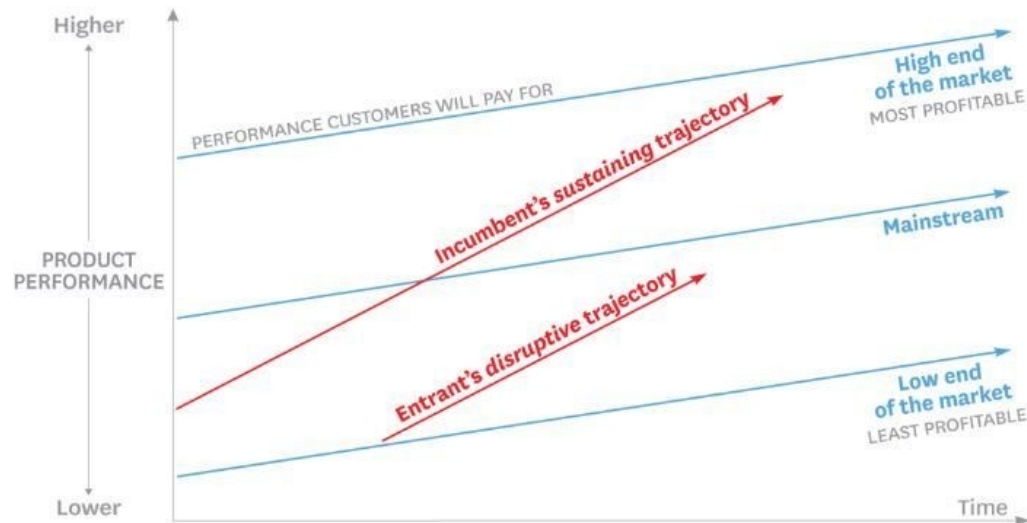 Higher
PERFORMANCE CUSTOMERS WILL PAY FOR
High end
of the market
MOST PROFITABLE
Incumbent's sustaining trajectory
Mainstream
PRODUCT
PERFORMANCE
Entrant's disruptive trajectory
Low end
of the market
LEAST PROFITABLE
Lower
Time